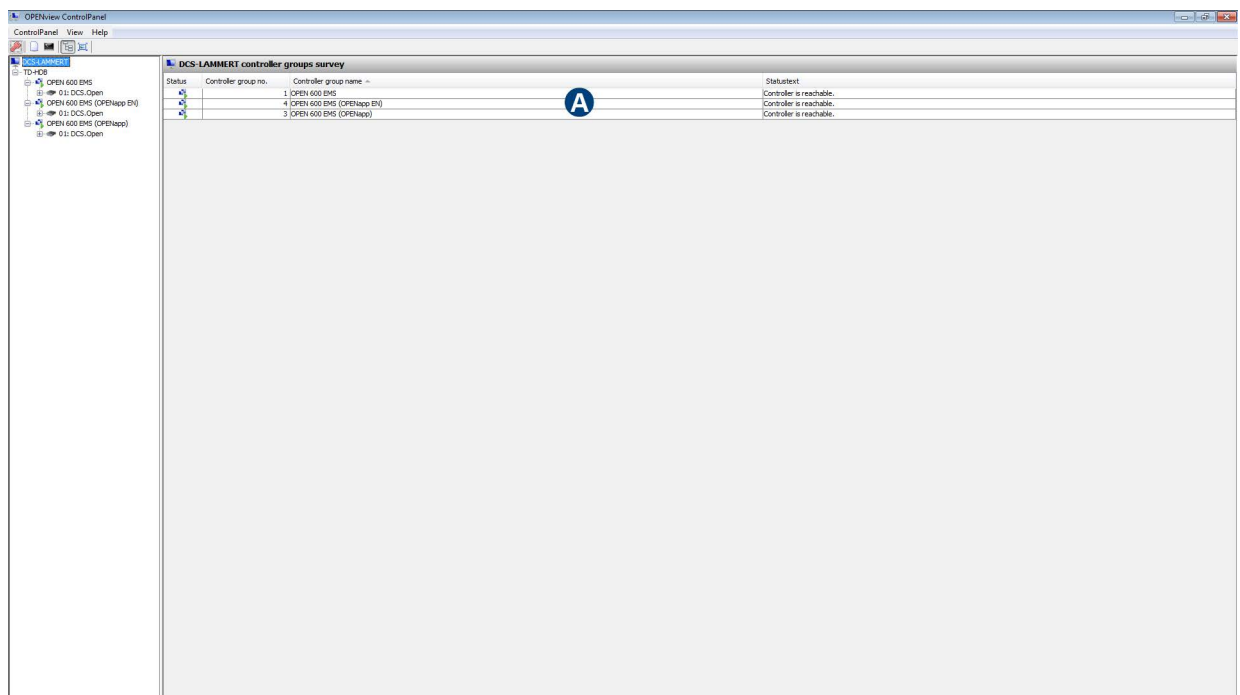 OPENview ControlPanel
ControlPanel View Help
DCS-LAMMERT
TD-HDB
OPEN 600 EMS
01: DCS.Open
OPEN 600 EMS (OPENapp EN)
01: DCS.Open
OPEN 600 EMS (OPENapp)
01: DCS.Open
DCS-LAMMERT controller groups survey
Status Controller group no. Controller group name Statustext
1 OPEN 600 EMS Controller is reachable.
4 OPEN 600 EMS (OPENapp EN) Controller is reachable.
3 OPEN 600 EMS (OPENapp) Controller is reachable.
A